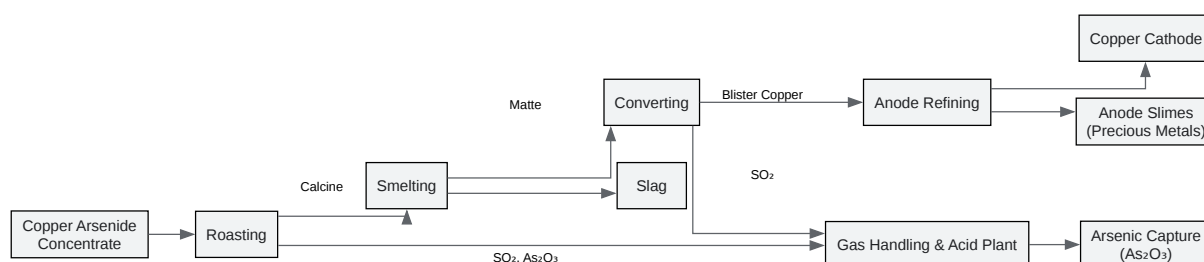 Copper Cathode
Matte
Converting
Blister Copper
Anode Refining
Anode Slimes
(Precious Metals)
Calcine
Smelting
Slag
SO₂
Copper Arsenide
Concentrate
Roasting
SO₂, As₂O₃
Gas Handling & Acid Plant
Arsenic Capture
(As₂O₃)